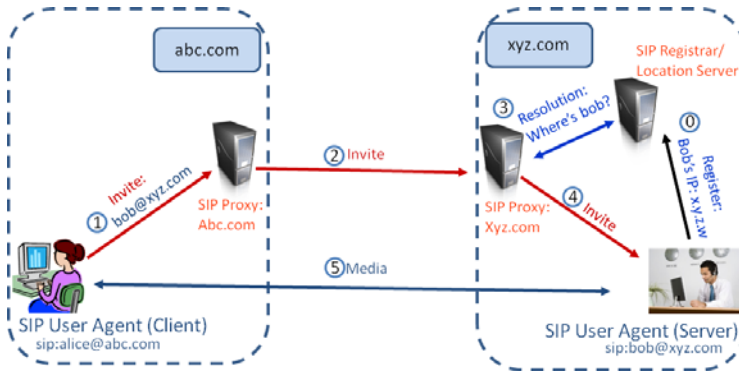 abc.com
xyz.com
SIP Registrar/
Location Server
3
Resolution:
Where's bob?
0
Register:
Bob's IP: x.y.z.w
2 Invite
1
Invite:
bob@xyz.com
SIP Proxy:
Abc.com
SIP Proxy:
Xyz.com
4
Invite
5 Media
SIP User Agent (Client)
sip:alice@abc.com
SIP User Agent (Server)
sip:bob@xyz.com